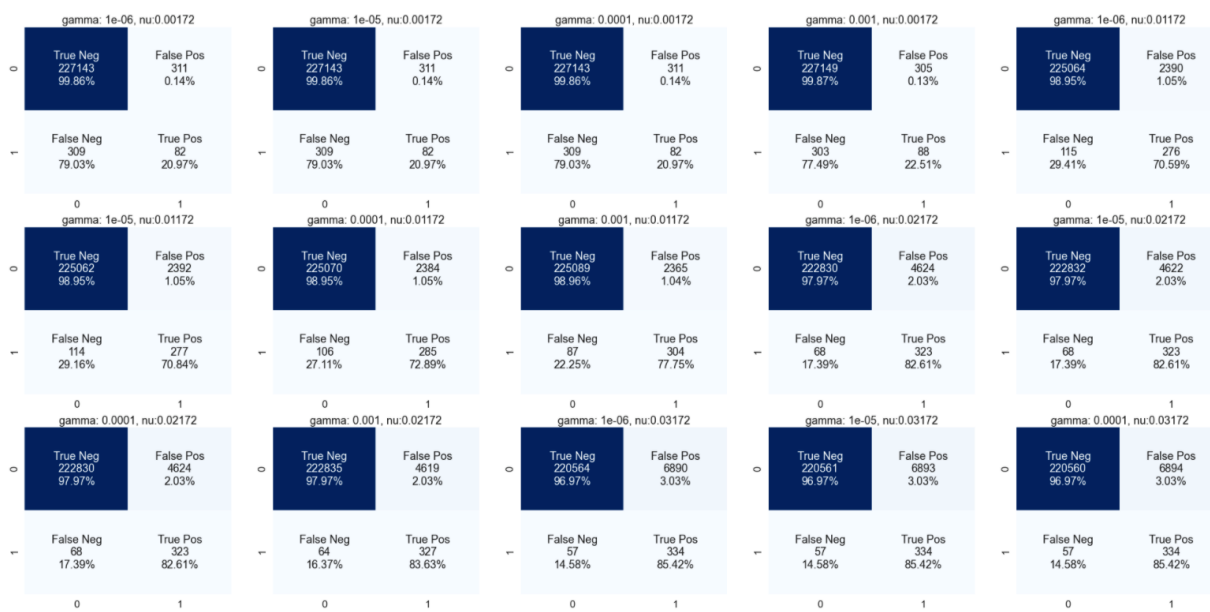 gamma: 1e-06, nu:0.00172
gamma: 1e-05, nu:0.00172
gamma: 0.0001, nu:0.00172
gamma: 0.001, nu:0.00172
gamma: 1e-06, nu:0.01172
0
True Neg
227143
99.86%
False Pos
311
0.14%
1
False Neg
309
79.03%
True Pos
82
20.97%
0 1
0
True Neg
227143
99.86%
False Pos
311
0.14%
1
False Neg
309
79.03%
True Pos
82
20.97%
0 1
0
True Neg
227143
99.86%
False Pos
311
0.14%
1
False Neg
309
79.03%
True Pos
82
20.97%
0 1
0
True Neg
227149
99.87%
False Pos
305
0.13%
1
False Neg
303
77.49%
True Pos
88
22.51%
0 1
0
True Neg
225064
98.95%
False Pos
2390
1.05%
1
False Neg
115
29.41%
True Pos
276
70.59%
0 1
gamma: 1e-05, nu:0.01172
gamma: 0.0001, nu:0.01172
gamma: 0.001, nu:0.01172
gamma: 1e-06, nu:0.02172
gamma: 1e-05, nu:0.02172
0
True Neg
225062
98.95%
False Pos
2392
1.05%
1
False Neg
114
29.16%
True Pos
277
70.84%
0 1
0
True Neg
225070
98.95%
False Pos
2384
1.05%
1
False Neg
106
27.11%
True Pos
285
72.89%
0 1
0
True Neg
225089
98.96%
False Pos
2365
1.04%
1
False Neg
87
22.25%
True Pos
304
77.75%
0 1
0
True Neg
222830
97.97%
False Pos
4624
2.03%
1
False Neg
68
17.39%
True Pos
323
82.61%
0 1
0
True Neg
222832
97.97%
False Pos
4622
2.03%
1
False Neg
68
17.39%
True Pos
323
82.61%
0 1
gamma: 0.0001, nu:0.02172
gamma: 0.001, nu:0.02172
gamma: 1e-06, nu:0.03172
gamma: 1e-05, nu:0.03172
gamma: 0.0001, nu:0.03172
0
True Neg
222830
97.97%
False Pos
4624
2.03%
1
False Neg
68
17.39%
True Pos
323
82.61%
0 1
0
True Neg
222835
97.97%
False Pos
4619
2.03%
1
False Neg
64
16.37%
True Pos
327
83.63%
0 1
0
True Neg
220564
96.97%
False Pos
6890
3.03%
1
False Neg
57
14.58%
True Pos
334
85.42%
0 1
0
True Neg
220561
96.97%
False Pos
6893
3.03%
1
False Neg
57
14.58%
True Pos
334
85.42%
0 1
0
True Neg
220560
96.97%
False Pos
6894
3.03%
1
False Neg
57
14.58%
True Pos
334
85.42%
0 1